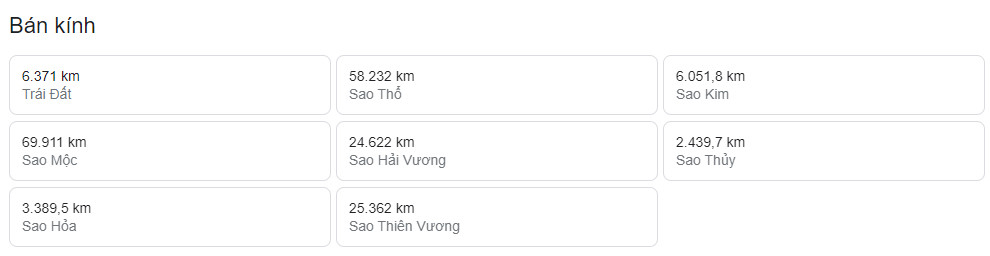 Bán kính
6.371 km
Trái Đất
58.232 km
Sao Thổ
6.051,8 km
Sao Kim
69.911 km
Sao Mộc
24.622 km
Sao Hải Vương
2.439,7 km
Sao Thủy
3.389,5 km
Sao Hỏa
25.362 km
Sao Thiên Vương